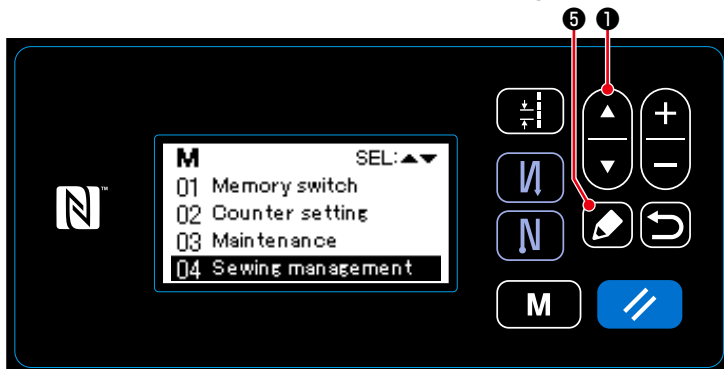 ❺ ❶
M SEL:▲▼
01 Memory switch
02 Counter setting
03 Maintenance
04 Sewing management
M